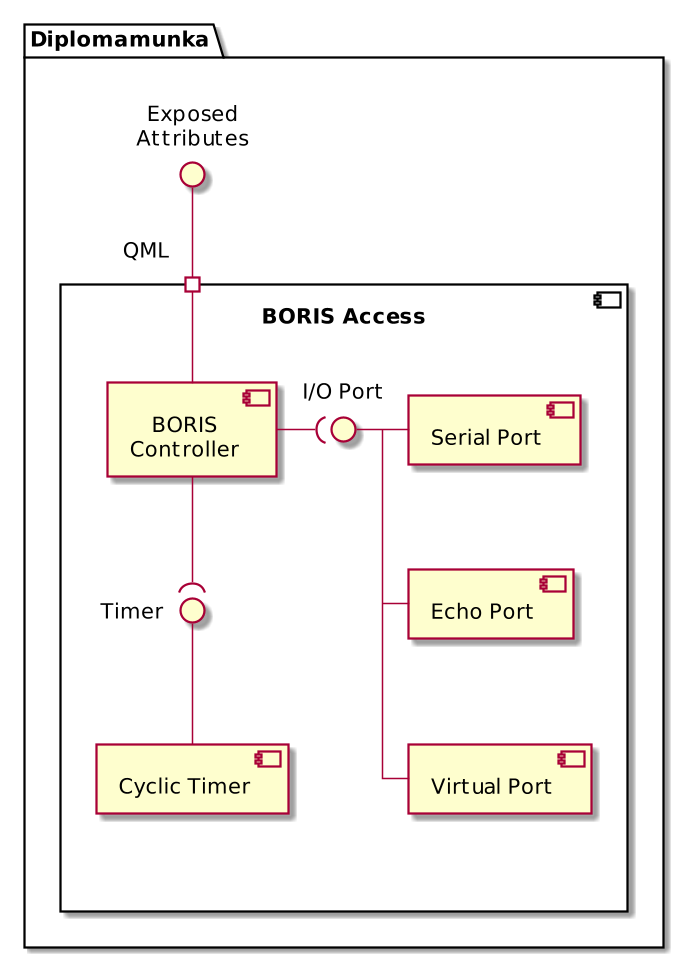 Diplomamunka
Exposed
Attributes
QML
BORIS Access
I/O Port
BORIS
Controller
Serial Port
Timer
Echo Port
Cyclic Timer
Virtual Port